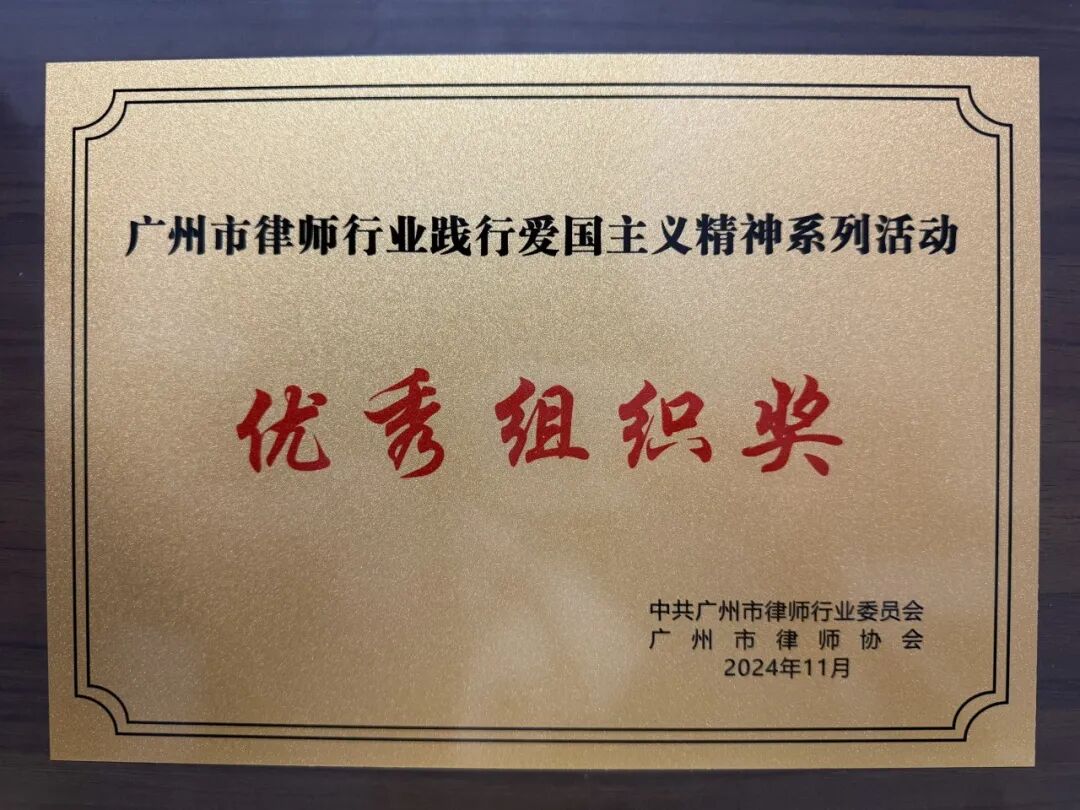 广州市律师行业践行爱国主义精神系列活动
优秀组织奖
中共广州市律师行业委员会
广州市律师协会
2024年11月